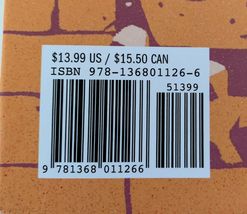 $13.99 US / $15.50 CAN
ISBN 978-136801126-6
51399
9 781368 011266